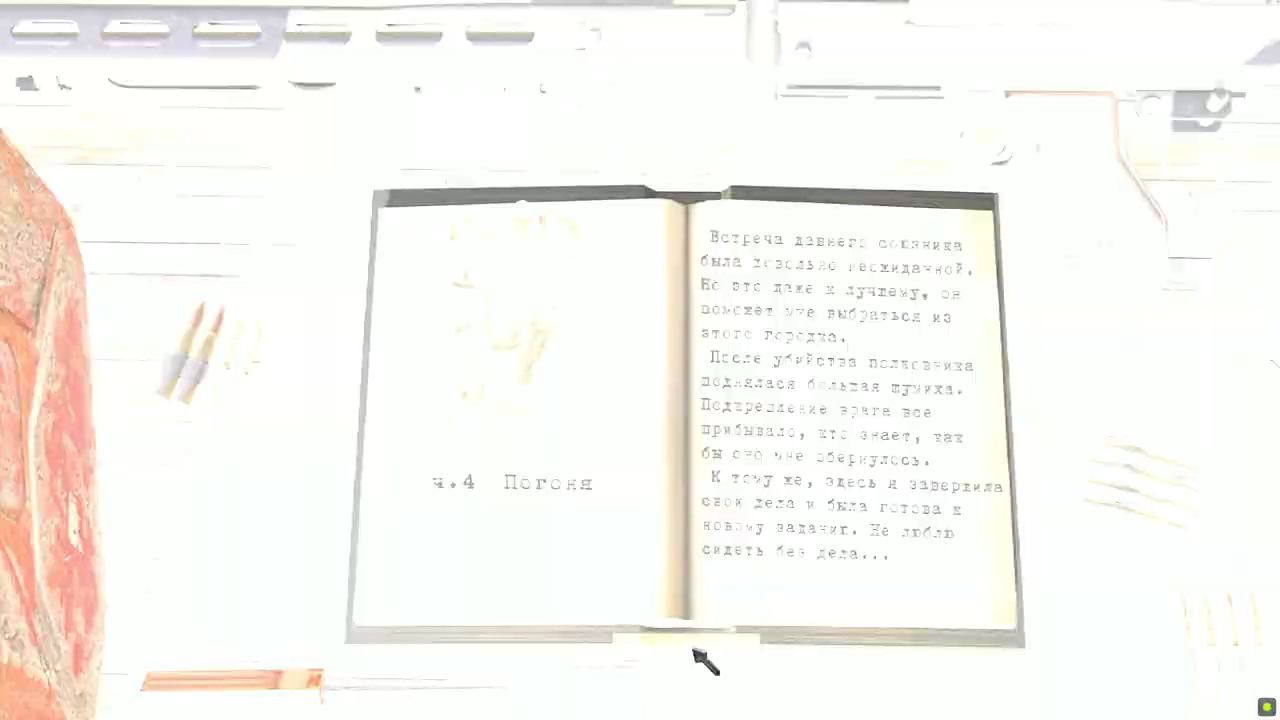 ч.4 Погоня
Встреча давнего союзника
была довольно неожиданной.
Но это даже к лучшему, он
поможет мне выбраться из
этого городка.
После убийства полковника
поднялася большая шумиха.
Подкрепление врага все
прибывало, кто знает, как
бы оно мне обернулось.
К тому же, здесь я завершила
свои дела и была готова к
новому заданию. Не люблю
сидеть без дела...